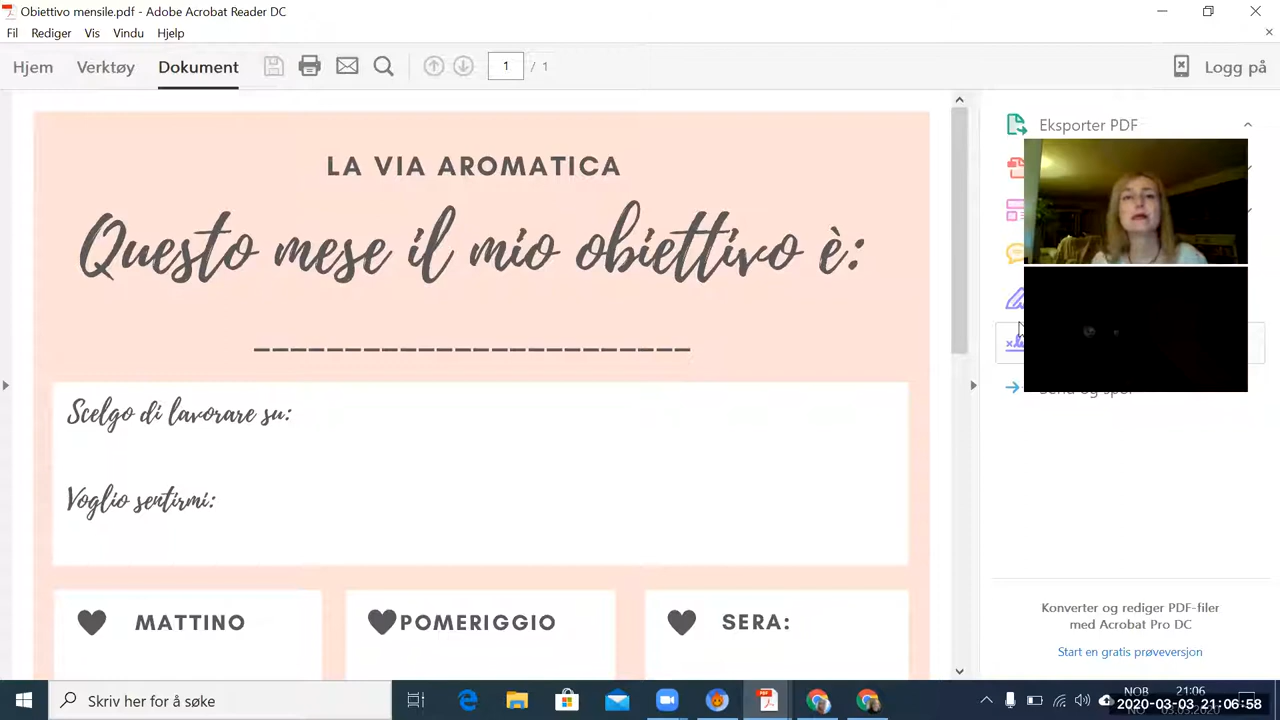 Obiettivo mensile.pdf - Adobe Acrobat Reader DC
Fil Rediger Vis Vindu Hjelp
Hjem Verktøy Dokument 1 / 1 Logg på
Eksporter PDF
LA VIA AROMATICA
Questo mese il mio obiettivo è:
________________________
Scelgo di lavorare su:
Voglio sentirmi:
MATTINO POMERIGGIO SERA:
Konverter og rediger PDF-filer
med Acrobat Pro DC
Start en gratis prøveversjon
Skriv her for å søke
NOR 21:06
2020-03-03 21:06:58